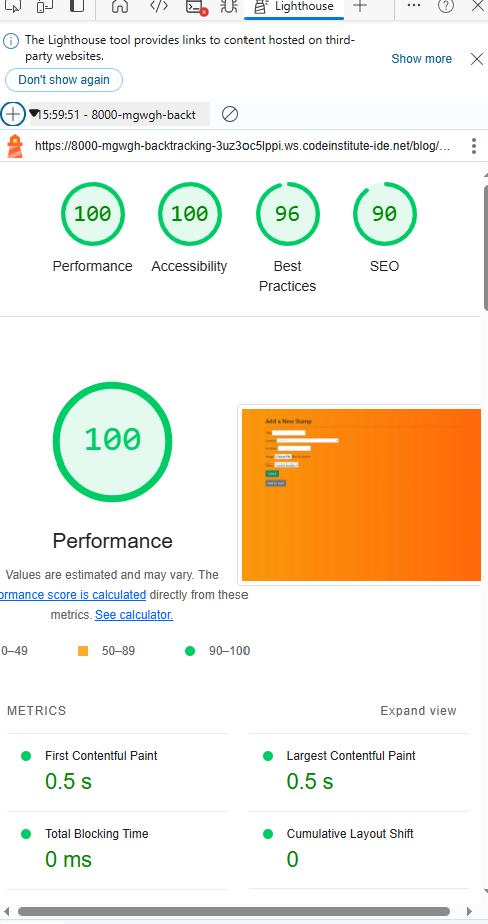 Lighthouse
The Lighthouse tool provides links to content hosted on third-
party websites.
Show more
Don't show again
15:59:51 - 8000-mgwgh-backt
https://8000-mgwgh-backtracking-3uz3oc5lppi.ws.codeinstitute-ide.net/blog/…
100
Performance
100
Accessibility
96
Best
Practices
90
SEO
100
Performance
Values are estimated and may vary. The
ormance score is calculated directly from these
metrics. See calculator.
0–49
50–89
90–100
Add a New Stamp
METRICS
Expand view
First Contentful Paint
0.5 s
Largest Contentful Paint
0.5 s
Total Blocking Time
0 ms
Cumulative Layout Shift
0